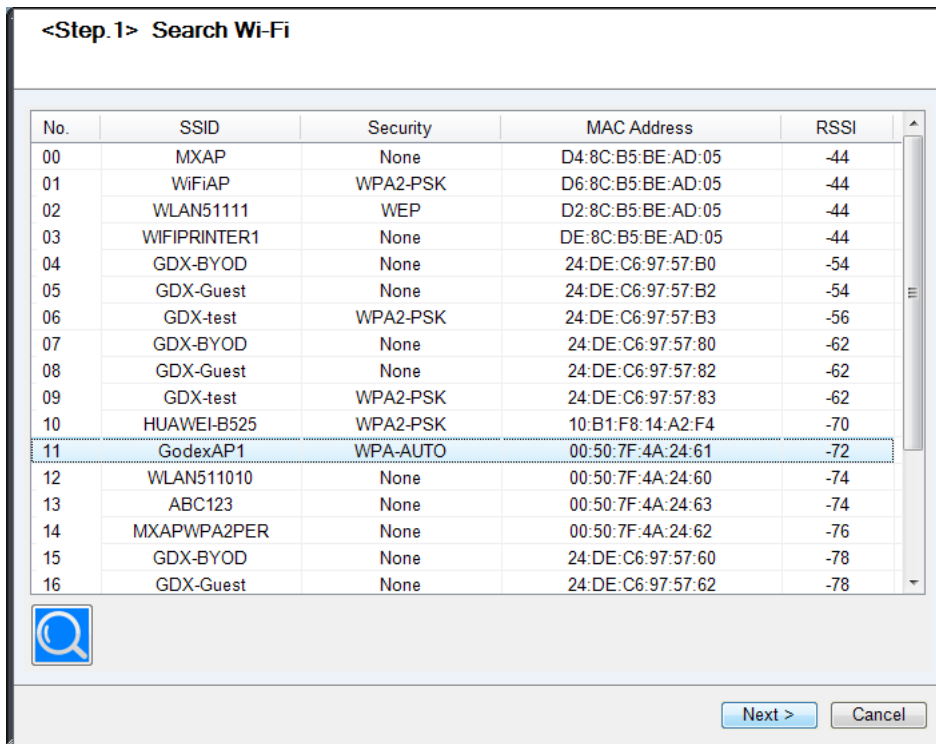 <Step.1> Search Wi-Fi
No. SSID Security MAC Address RSSI
00 MXAP None D4:8C:B5:BE:AD:05 -44
01 WiFiAP WPA2-PSK D6:8C:B5:BE:AD:05 -44
02 WLAN51111 WEP D2:8C:B5:BE:AD:05 -44
03 WIFIPRINTER1 None DE:8C:B5:BE:AD:05 -44
04 GDX-BYOD None 24:DE:C6:97:57:B0 -54
05 GDX-Guest None 24:DE:C6:97:57:B2 -54
06 GDX-test WPA2-PSK 24:DE:C6:97:57:B3 -56
07 GDX-BYOD None 24:DE:C6:97:57:80 -62
08 GDX-Guest None 24:DE:C6:97:57:82 -62
09 GDX-test WPA2-PSK 24:DE:C6:97:57:83 -62
10 HUAWEI-B525 WPA2-PSK 10:B1:F8:14:A2:F4 -70
11 GodexAP1 WPA-AUTO 00:50:7F:4A:24:61 -72
12 WLAN511010 None 00:50:7F:4A:24:60 -74
13 ABC123 None 00:50:7F:4A:24:63 -74
14 MXAPWPA2PER None 00:50:7F:4A:24:62 -76
15 GDX-BYOD None 24:DE:C6:97:57:60 -78
16 GDX-Guest None 24:DE:C6:97:57:62 -78
Next > Cancel